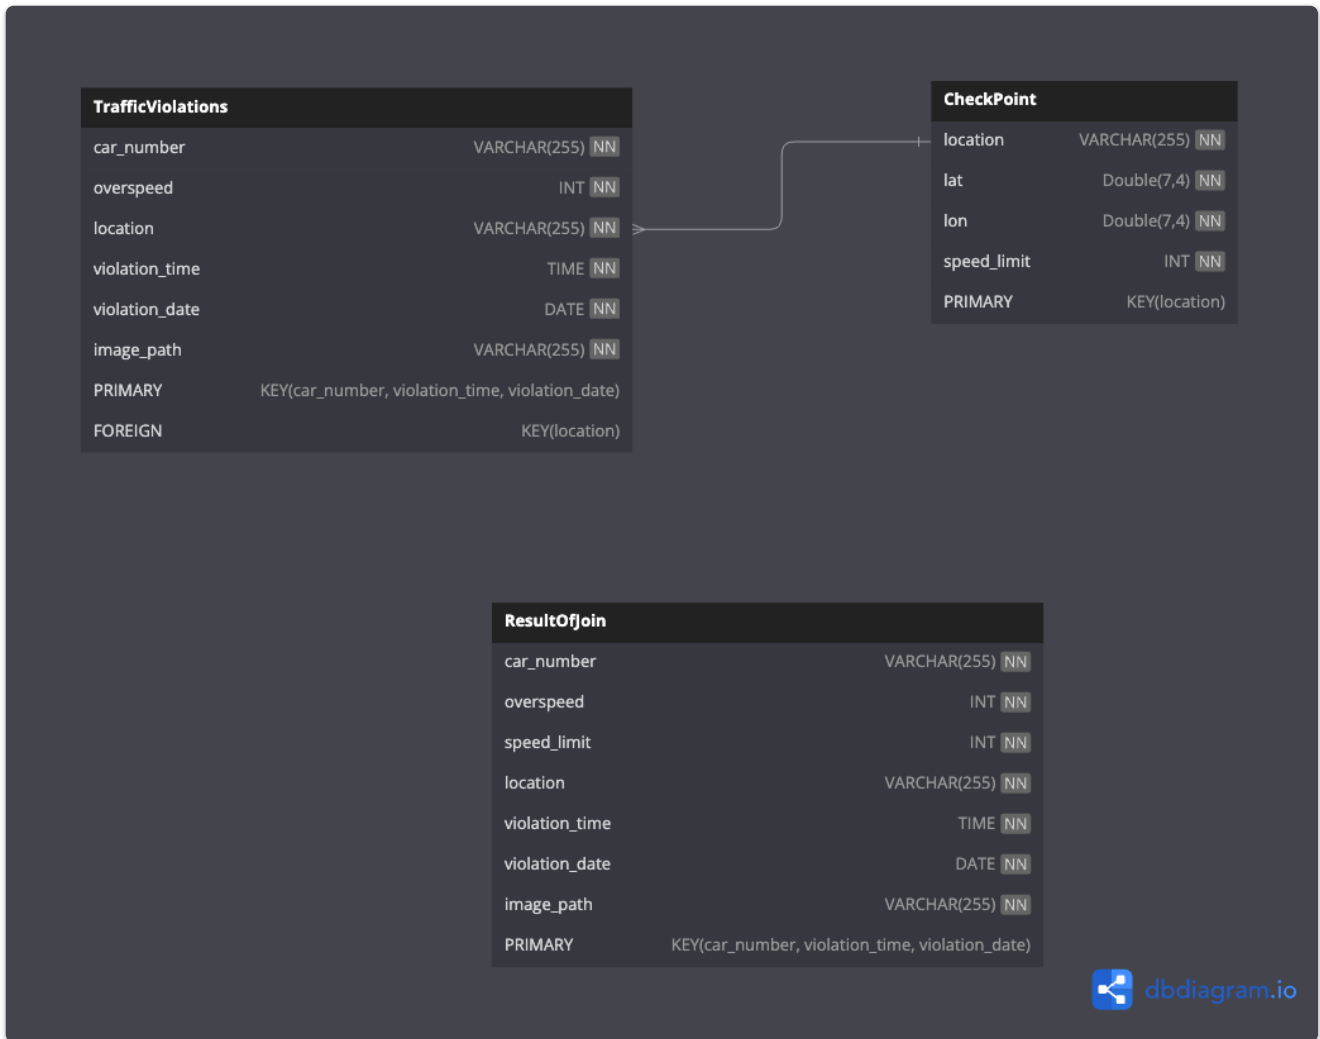 TrafficViolations
car_number VARCHAR(255) NN
overspeed INT NN
location VARCHAR(255) NN
violation_time TIME NN
violation_date DATE NN
image_path VARCHAR(255) NN
PRIMARY KEY(car_number, violation_time, violation_date)
FOREIGN KEY(location)
CheckPoint
location VARCHAR(255) NN
lat Double(7,4) NN
lon Double(7,4) NN
speed_limit INT NN
PRIMARY KEY(location)
ResultOfJoin
car_number VARCHAR(255) NN
overspeed INT NN
speed_limit INT NN
location VARCHAR(255) NN
violation_time TIME NN
violation_date DATE NN
image_path VARCHAR(255) NN
PRIMARY KEY(car_number, violation_time, violation_date)
dbdiagram.io